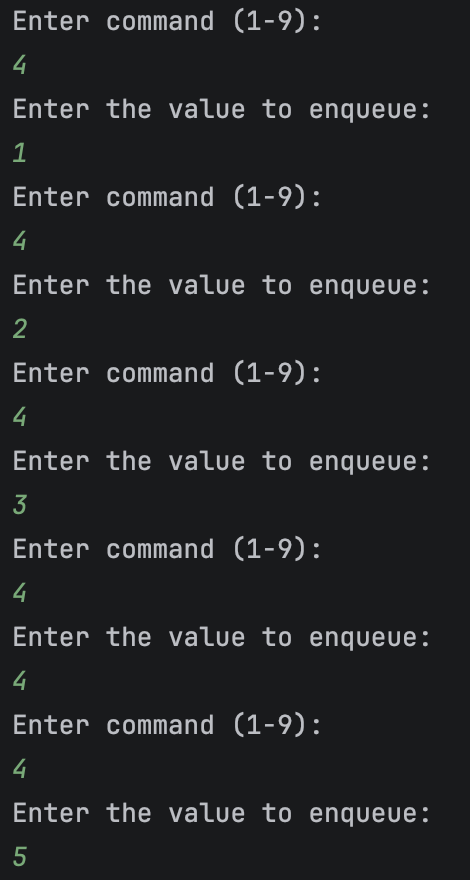 Enter command (1-9):
4
Enter the value to enqueue:
1
Enter command (1-9):
4
Enter the value to enqueue:
2
Enter command (1-9):
4
Enter the value to enqueue:
3
Enter command (1-9):
4
Enter the value to enqueue:
4
Enter command (1-9):
4
Enter the value to enqueue:
5